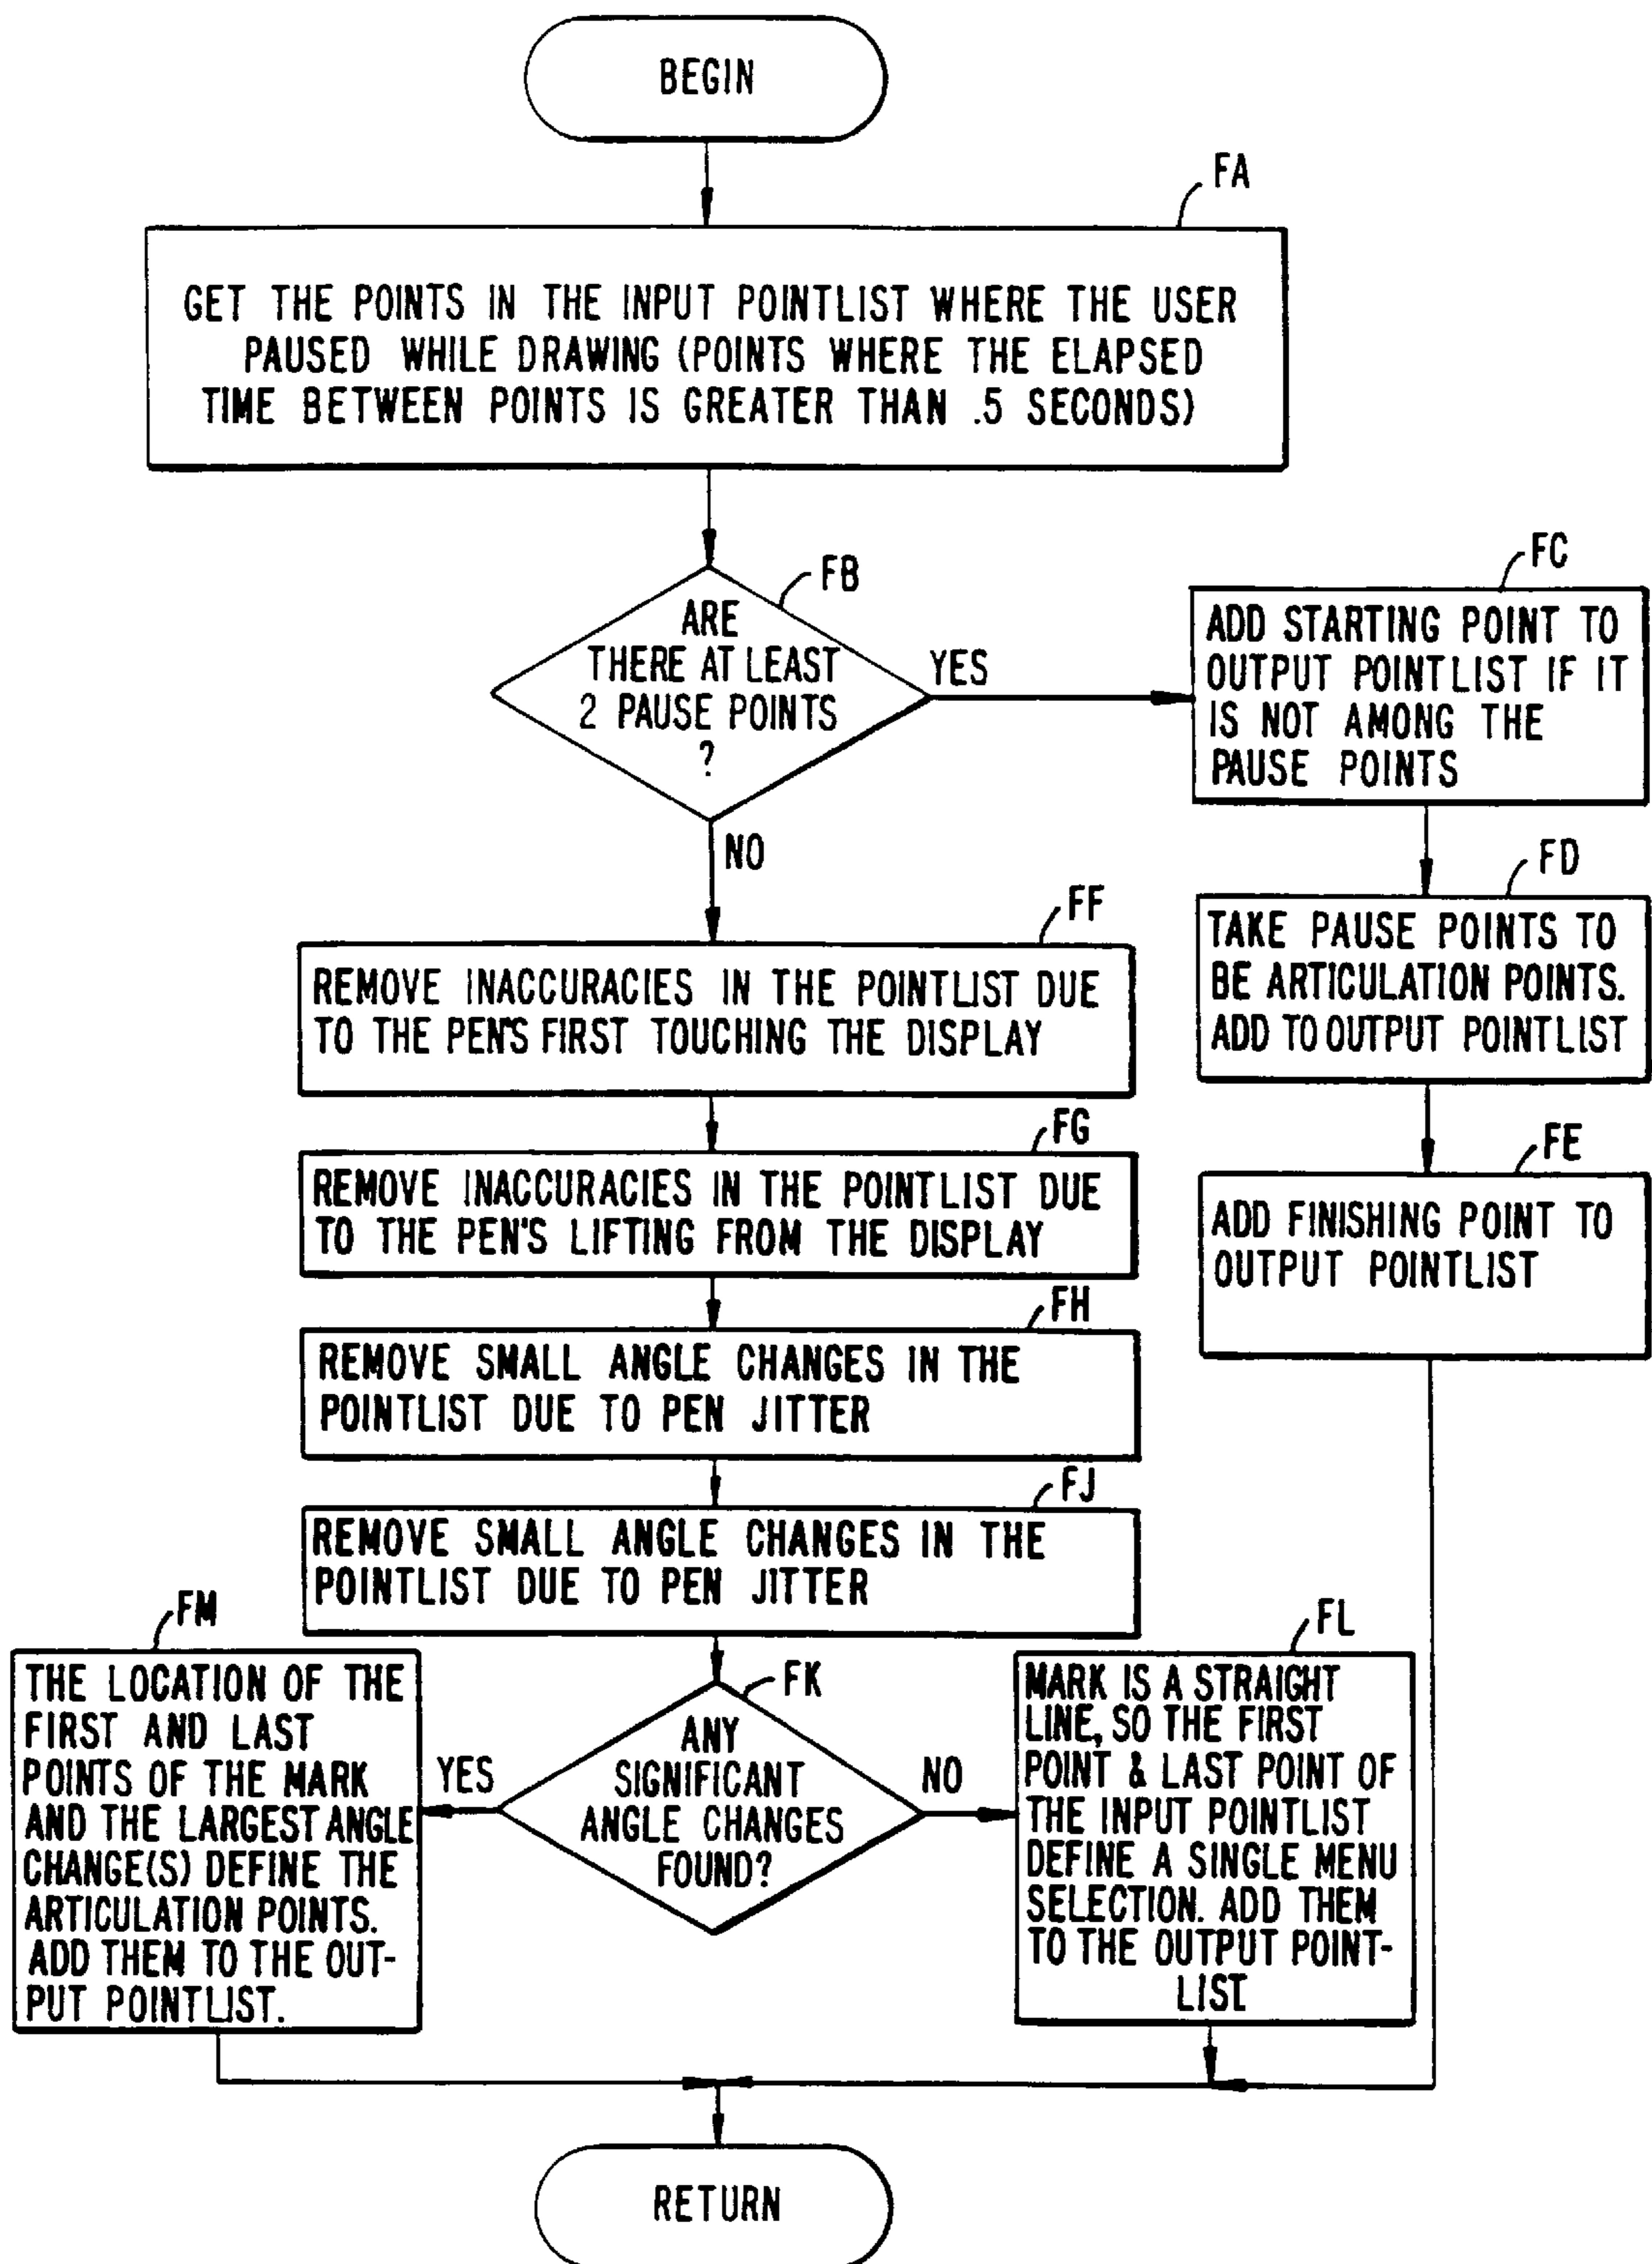 BEGIN
FA
GET THE POINTS IN THE INPUT POINTLIST WHERE THE USER
PAUSED WHILE DRAWING (POINTS WHERE THE ELAPSED
TIME BETWEEN POINTS IS GREATER THAN .5 SECONDS)
FB
ARE
THERE AT LEAST
2 PAUSE POINTS
?
YES
NO
FC
ADD STARTING POINT TO
OUTPUT POINTLIST IF IT
IS NOT AMONG THE
PAUSE POINTS
FD
TAKE PAUSE POINTS TO
BE ARTICULATION POINTS.
ADD TO OUTPUT POINTLIST
FE
ADD FINISHING POINT TO
OUTPUT POINTLIST
FF
REMOVE INACCURACIES IN THE POINTLIST DUE
TO THE PEN'S FIRST TOUCHING THE DISPLAY
FG
REMOVE INACCURACIES IN THE POINTLIST DUE
TO THE PEN'S LIFTING FROM THE DISPLAY
FH
REMOVE SMALL ANGLE CHANGES IN THE
POINTLIST DUE TO PEN JITTER
FJ
REMOVE SMALL ANGLE CHANGES IN THE
POINTLIST DUE TO PEN JITTER
FK
ANY
SIGNIFICANT
ANGLE CHANGES
FOUND?
YES
NO
FM
THE LOCATION OF THE
FIRST AND LAST
POINTS OF THE MARK
AND THE LARGEST ANGLE
CHANGE(S) DEFINE THE
ARTICULATION POINTS.
ADD THEM TO THE OUT-
PUT POINTLIST.
FL
MARK IS A STRAIGHT
LINE, SO THE FIRST
POINT & LAST POINT OF
THE INPUT POINTLIST
DEFINE A SINGLE MENU
SELECTION. ADD THEM
TO THE OUTPUT POINT-
LIST
RETURN